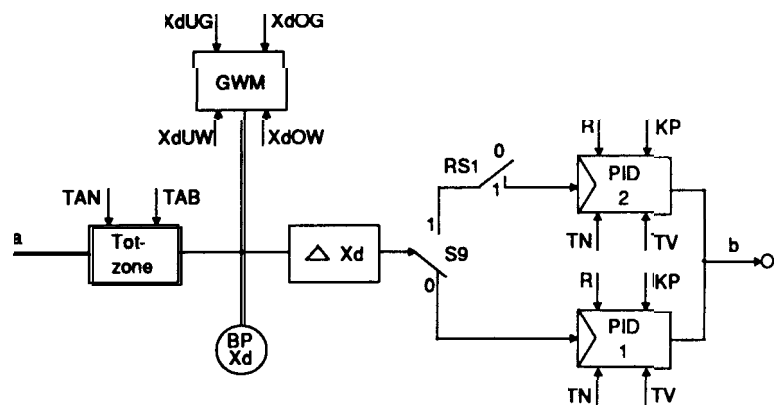 XdUG
XdOG
GWM
XdUW
XdOW
TAN
TAB
a
Tot-
zone
△ Xd
BP
Xd
1
S9
0
RS1
0
1
R
KP
PID
2
TN
TV
b
R
KP
PID
1
TN
TV